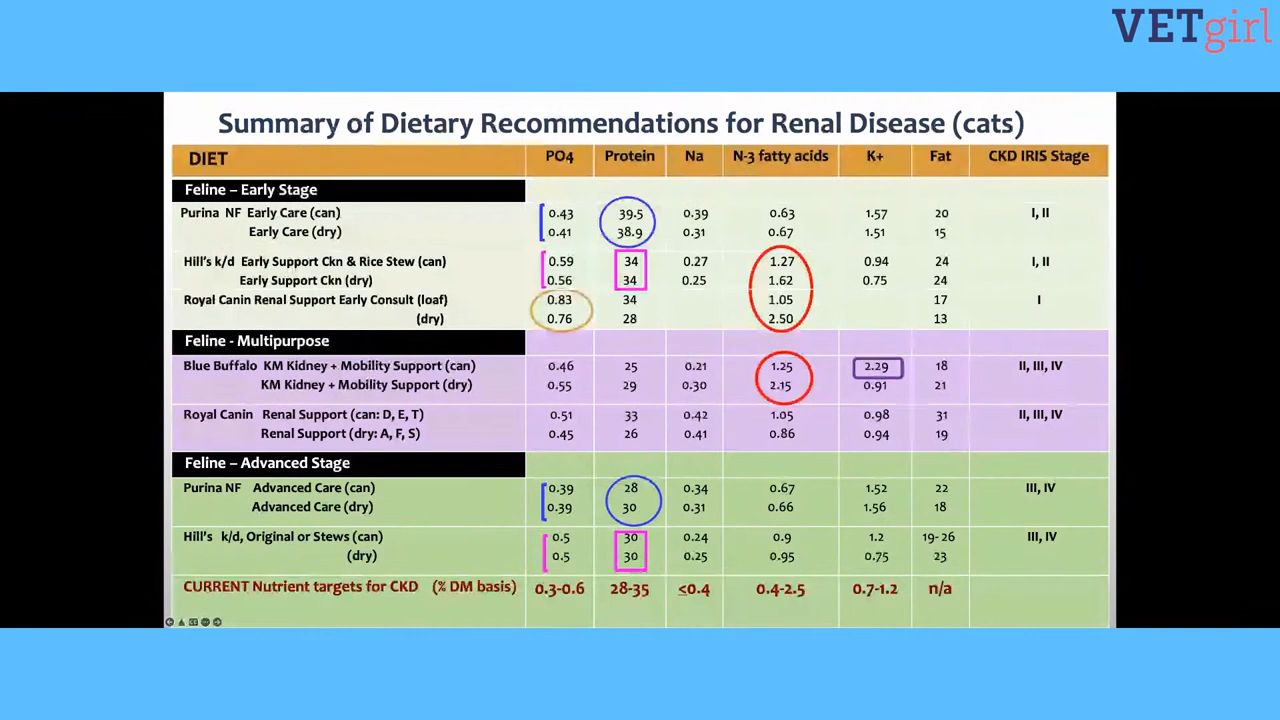 VETgirl
Summary of Dietary Recommendations for Renal Disease (cats)
DIET PO4 Protein Na N-3 fatty acids K+ Fat CKD IRIS Stage
Feline – Early Stage
Purina NF Early Care (can) 0.43 39.5 0.39 0.63 1.57 20 I, II
Early Care (dry) 0.41 38.9 0.31 0.67 1.51 15
Hill's k/d Early Support Ckn & Rice Stew (can) 0.59 34 0.27 1.27 0.94 24 I, II
Early Support Ckn (dry) 0.56 34 0.25 1.62 0.75 24
Royal Canin Renal Support Early Consult (loaf) 0.83 34 1.05 17 I
(dry) 0.76 28 2.50 13
Feline - Multipurpose
Blue Buffalo KM Kidney + Mobility Support (can) 0.46 25 0.21 1.25 2.29 18 II, III, IV
KM Kidney + Mobility Support (dry) 0.55 29 0.30 2.15 0.91 21
Royal Canin Renal Support (can: D, E, T) 0.51 33 0.42 1.05 0.98 31 II, III, IV
Renal Support (dry: A, F, S) 0.45 26 0.41 0.86 0.94 19
Feline – Advanced Stage
Purina NF Advanced Care (can) 0.39 28 0.34 0.67 1.52 22 III, IV
Advanced Care (dry) 0.39 30 0.31 0.66 1.56 18
Hill's k/d, Original or Stews (can) 0.5 30 0.24 0.9 1.2 19-26 III, IV
(dry) 0.5 30 0.25 0.95 0.75 23
CURRENT Nutrient targets for CKD (% DM basis) 0.3-0.6 28-35 ≤0.4 0.4-2.5 0.7-1.2 n/a